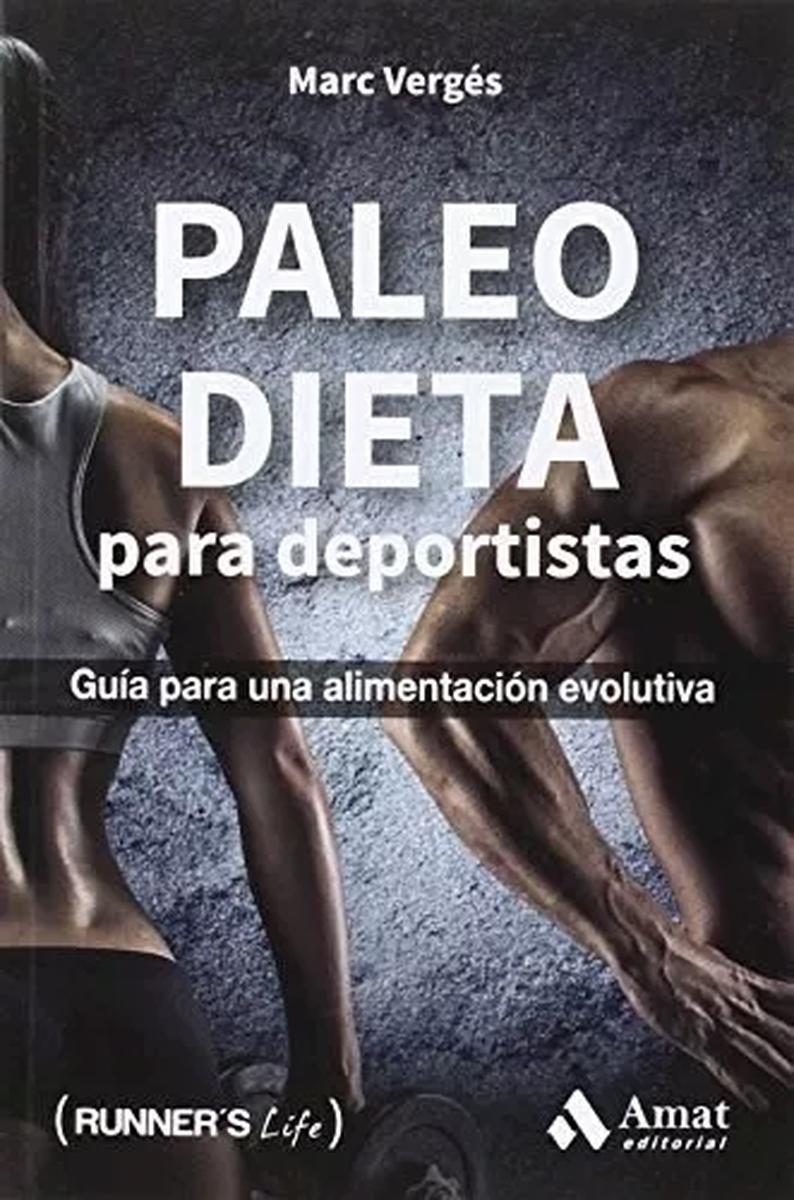 Marc Vergés
PALEO
DIETA
para deportistas
Guía para una alimentación evolutiva
(RUNNER´S Life)
Amat
editorial